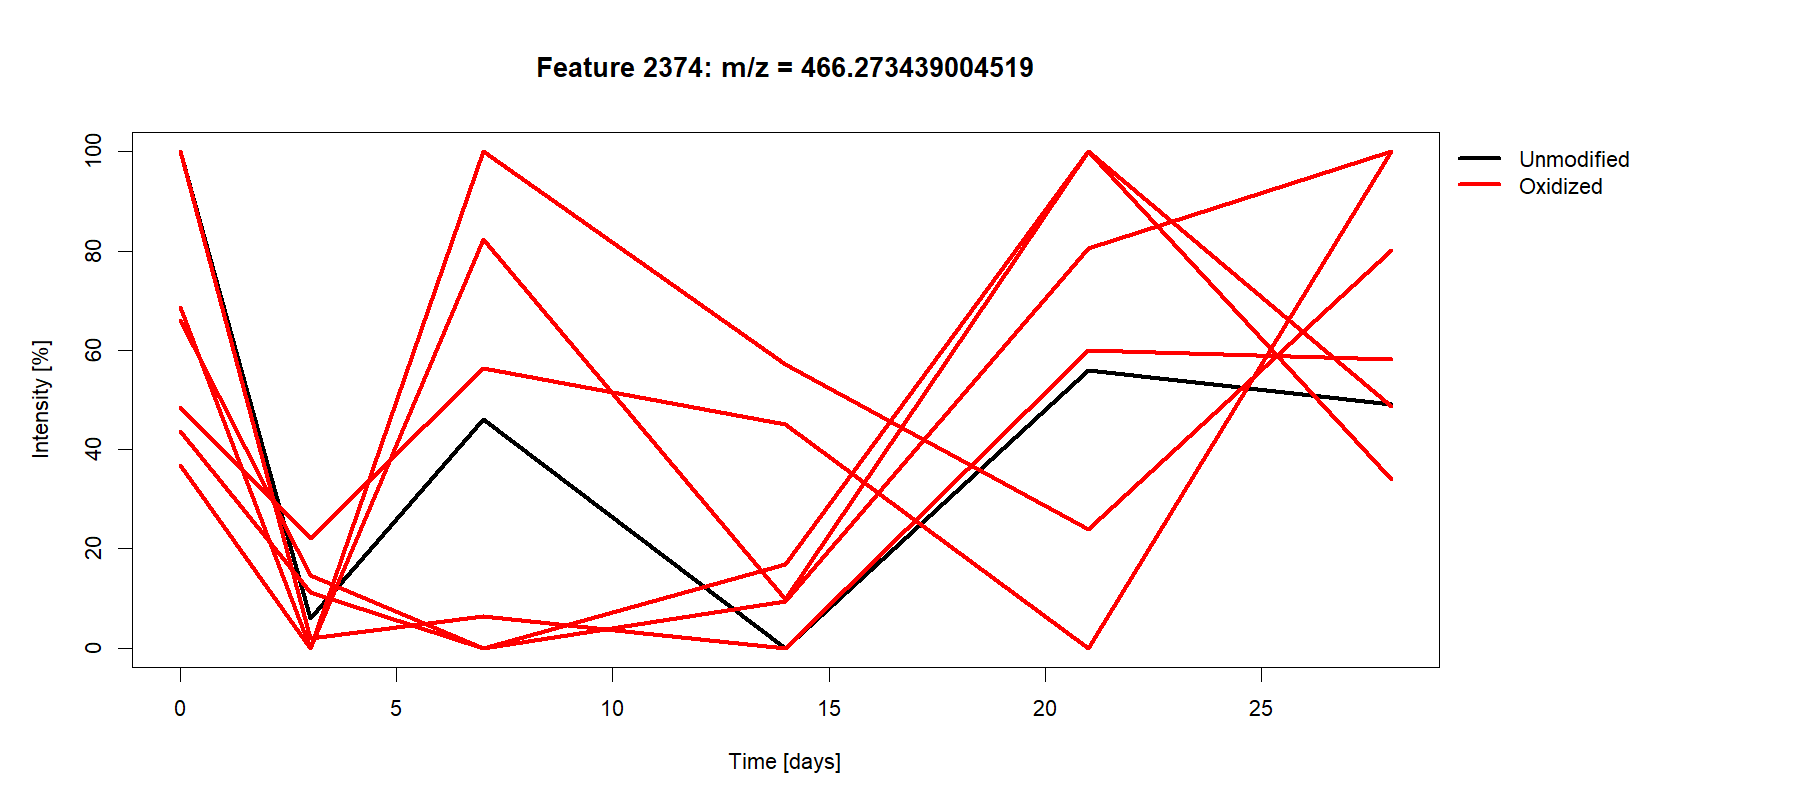 Feature 2374: m/z = 466.273439004519
Unmodified
Oxidized
Intensity [%]
100
80
60
40
20
0
0 5 10 15 20 25
Time [days]